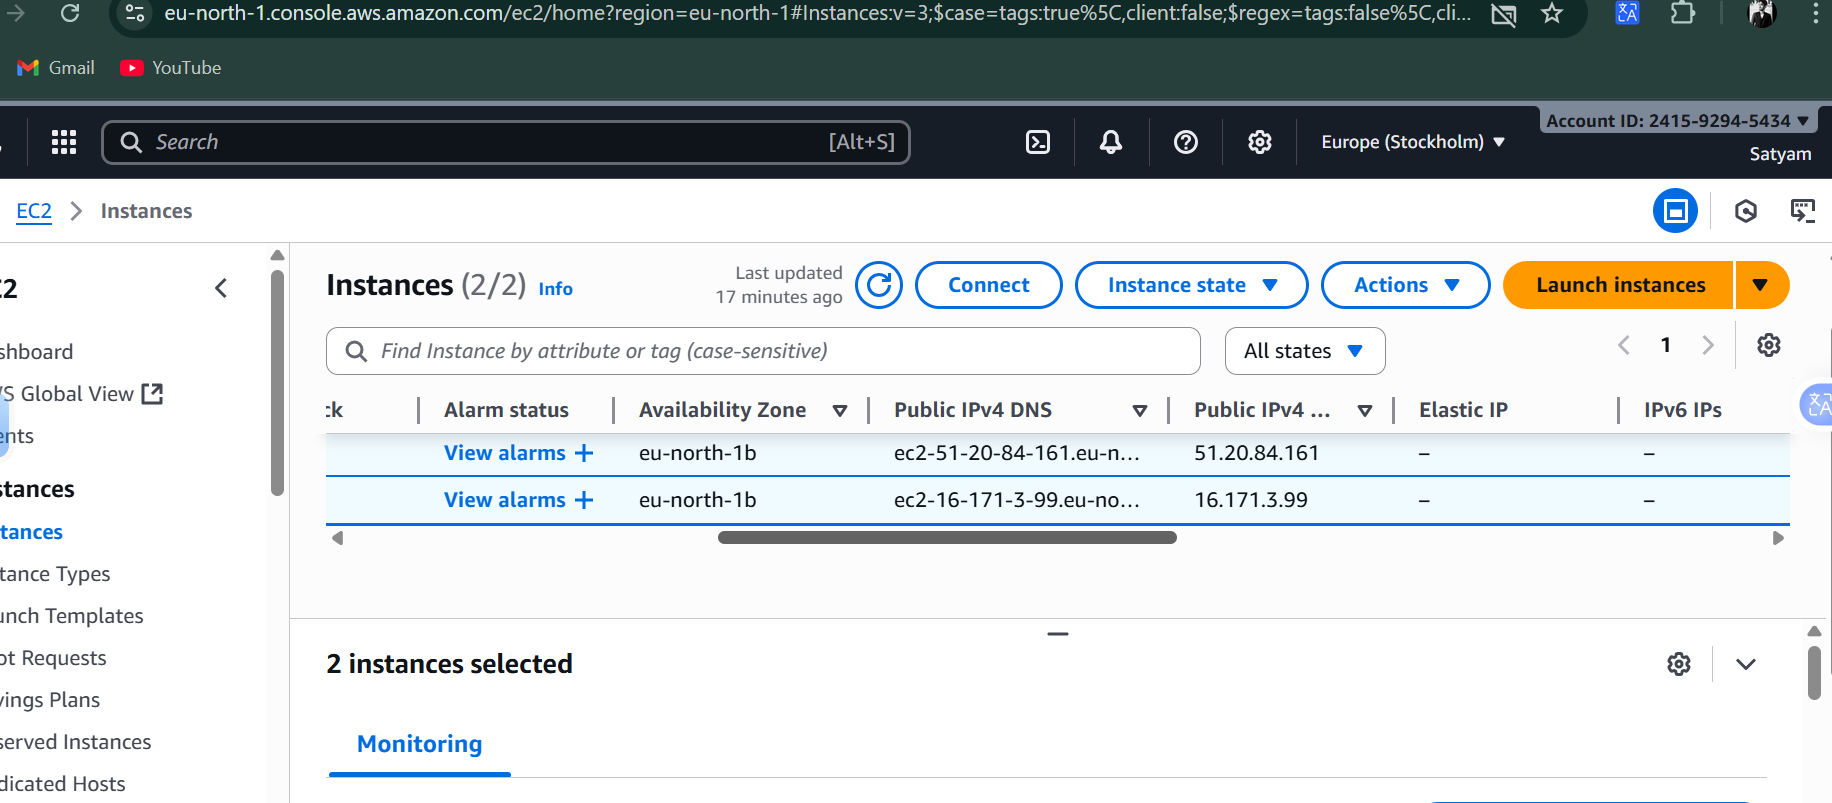 eu-north-1.console.aws.amazon.com/ec2/home?region=eu-north-1#Instances:v=3;$case=tags:true%5C,client:false;$regex=tags:false%5C,cli...
Gmail YouTube
Search [Alt+S] Europe (Stockholm) Account ID: 2415-9294-5434
Satyam
EC2 Instances
Instances (2/2) Info Last updated 17 minutes ago Connect Instance state Actions Launch instances
Find Instance by attribute or tag (case-sensitive) All states 1
ck Alarm status Availability Zone Public IPv4 DNS Public IPv4 ... Elastic IP IPv6 IPs
View alarms + eu-north-1b ec2-51-20-84-161.eu-n... 51.20.84.161 – –
View alarms + eu-north-1b ec2-16-171-3-99.eu-no... 16.171.3.99 – –
2 instances selected
Monitoring
C2
shboard
S Global View
ents
stances
tances
tance Types
unch Templates
ot Requests
vings Plans
served Instances
dicated Hosts